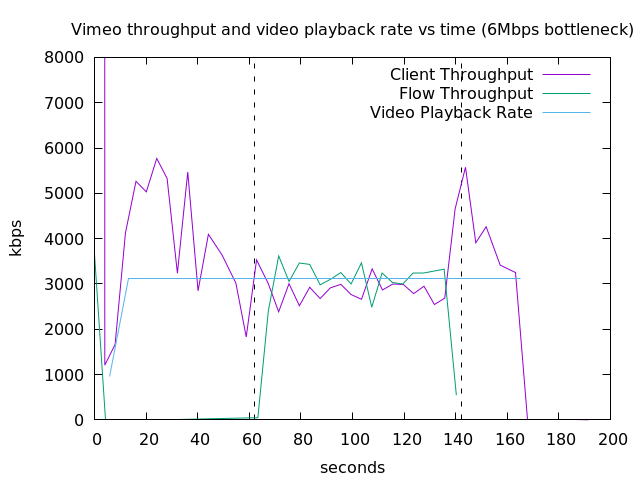 Vimeo throughput and video playback rate vs time (6Mbps bottleneck)
8000
7000
6000
5000
4000
3000
2000
1000
0
kbps
Client Throughput
Flow Throughput
Video Playback Rate
0 20 40 60 80 100 120 140 160 180 200
seconds